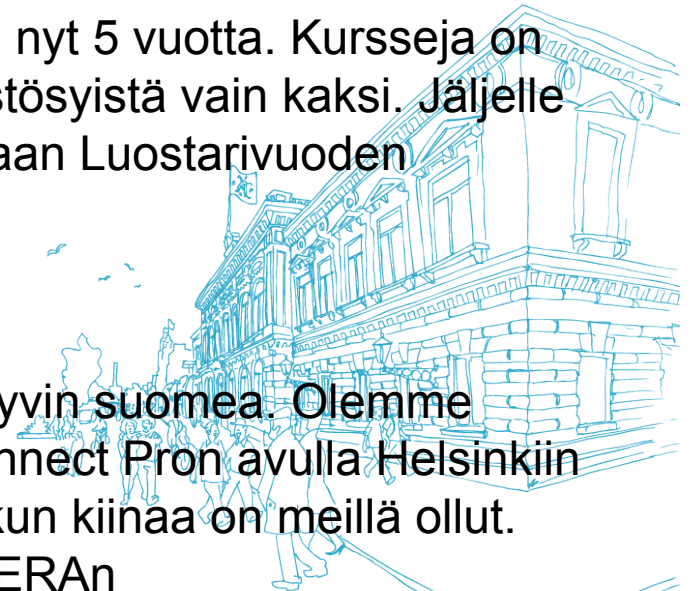 nyt 5 vuotta. Kursseja on
stösyistä vain kaksi. Jäljelle
aan Luostarivuoden
yvin suomea. Olemme
nnect Pron avulla Helsinkiin
kun kiinaa on meillä ollut.
ERAn